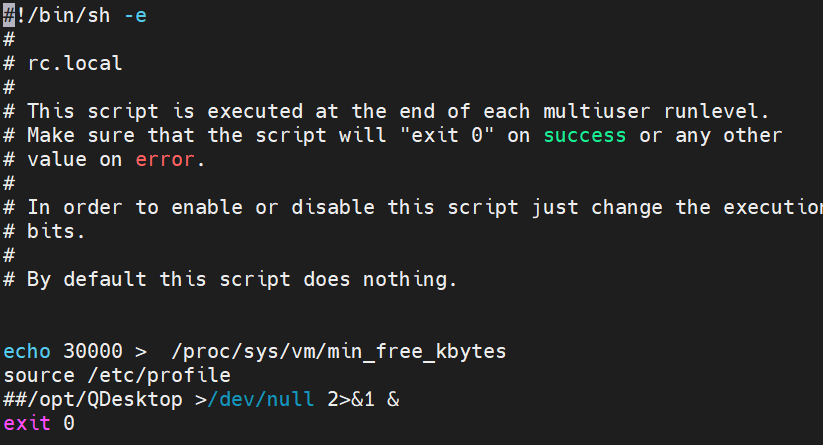 #!/bin/sh -e
#
# rc.local
#
# This script is executed at the end of each multiuser runlevel.
# Make sure that the script will "exit 0" on success or any other
# value on error.
#
# In order to enable or disable this script just change the execution
# bits.
#
# By default this script does nothing.
echo 30000 >  /proc/sys/vm/min_free_kbytes
source /etc/profile
##/opt/QDesktop >/dev/null 2>&1 &
exit 0